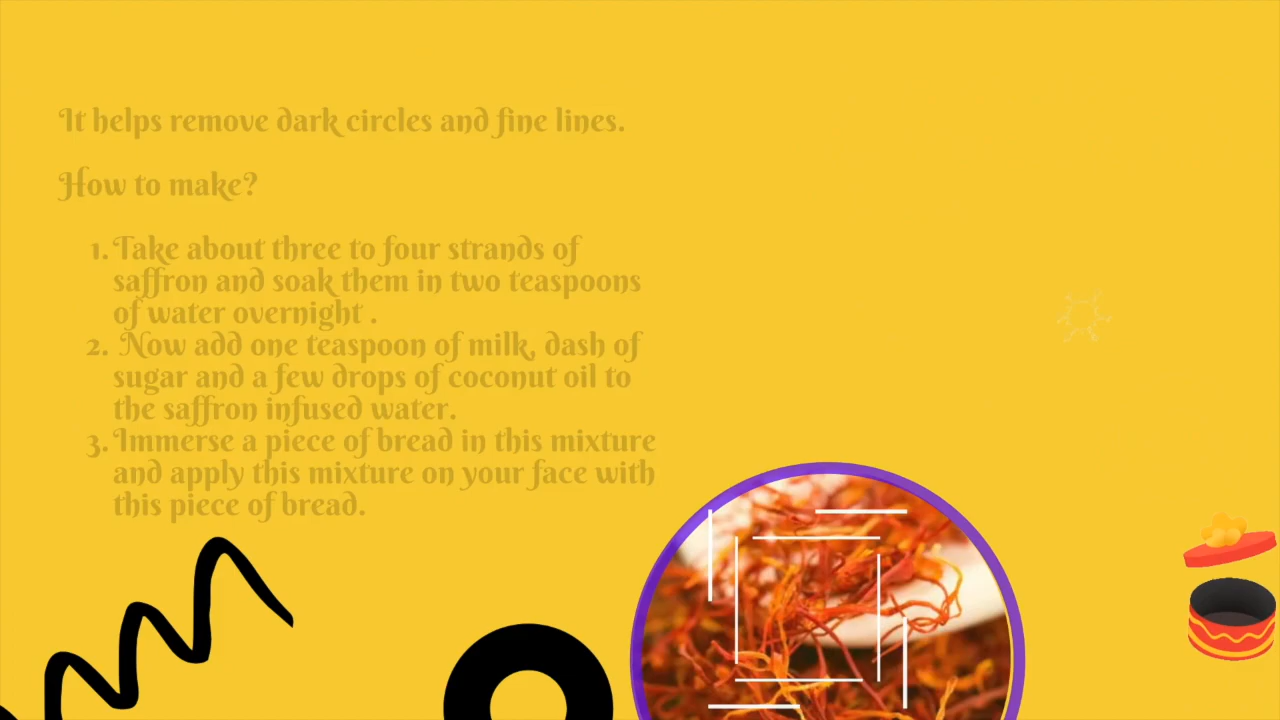 It helps remove dark circles and fine lines.
How to make?
1. Take about three to four strands of
saffron and soak them in two teaspoons
of water overnight .
2. Now add one teaspoon of milk, dash of
sugar and a few drops of coconut oil to
the saffron infused water.
3. Immerse a piece of bread in this mixture
and apply this mixture on your face with
this piece of bread.